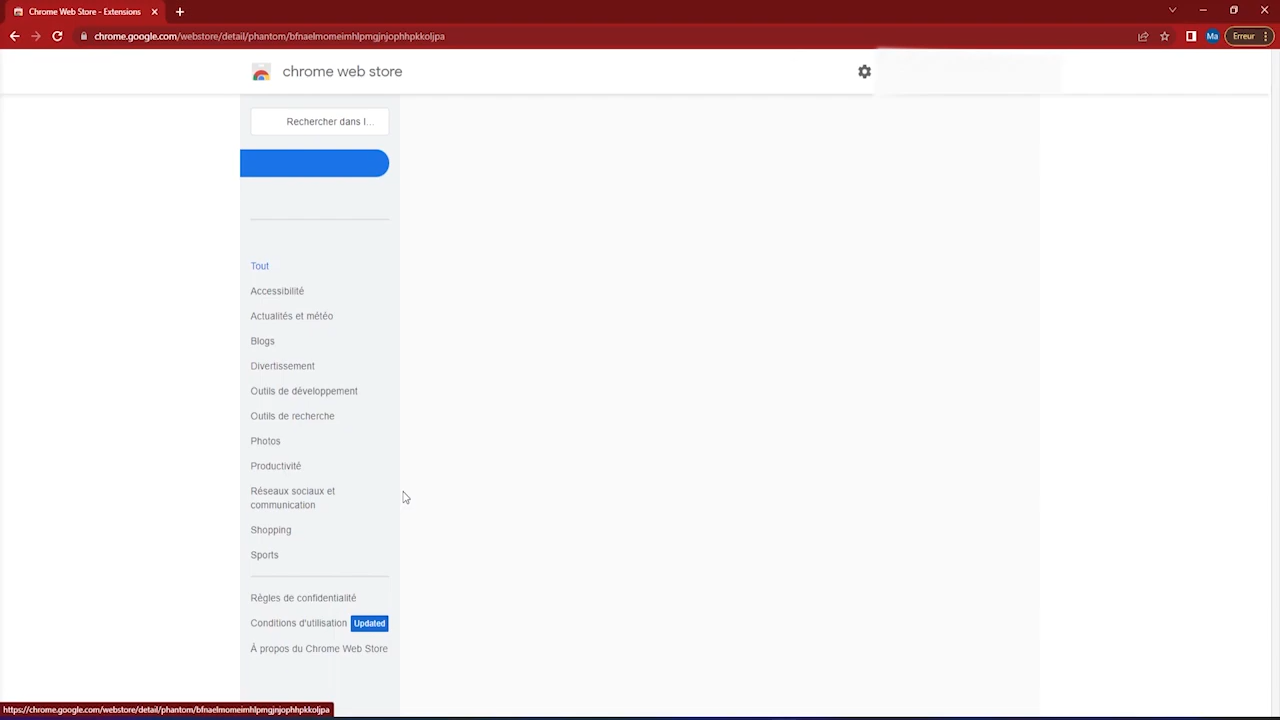 Chrome Web Store - Extensions
chrome.google.com/webstore/detail/phantom/bfnaelmomeimhlpmgjnjophhpkkoljpa
Ma
Erreur
chrome web store
Rechercher dans l...
Tout
Accessibilité
Actualités et météo
Blogs
Divertissement
Outils de développement
Outils de recherche
Photos
Productivité
Réseaux sociaux et
communication
Shopping
Sports
Règles de confidentialité
Conditions d'utilisation Updated
À propos du Chrome Web Store
https://chrome.google.com/webstore/detail/phantom/bfnaelmomeimhlpmgjnjophhpkkoljpa